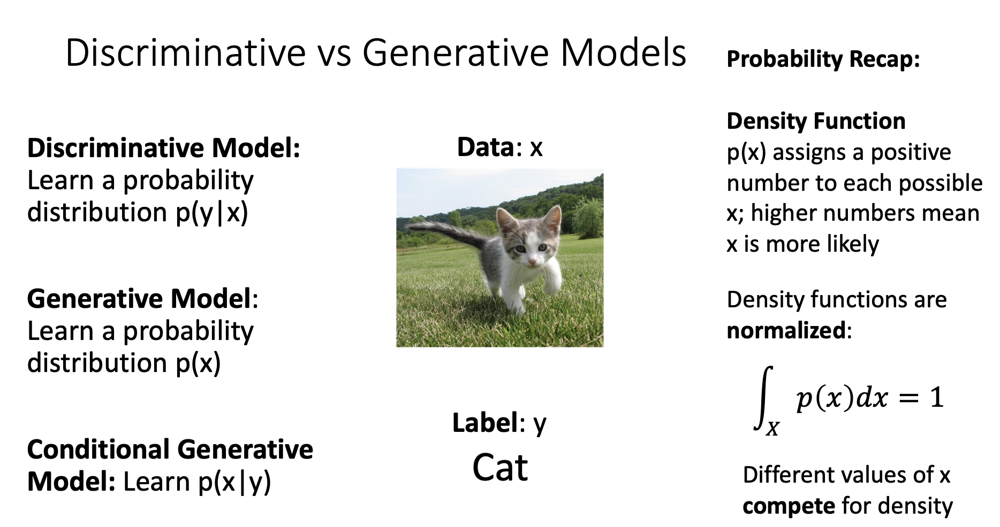 Discriminative vs Generative Models
Discriminative Model:
Learn a probability
distribution p(y|x)
Generative Model:
Learn a probability
distribution p(x)
Conditional Generative
Model: Learn p(x|y)
Data: x
Label: y
Cat
Probability Recap:
Density Function
p(x) assigns a positive
number to each possible
x; higher numbers mean
x is more likely
Density functions are
normalized:
∫_X p(x)dx = 1
Different values of x
compete for density